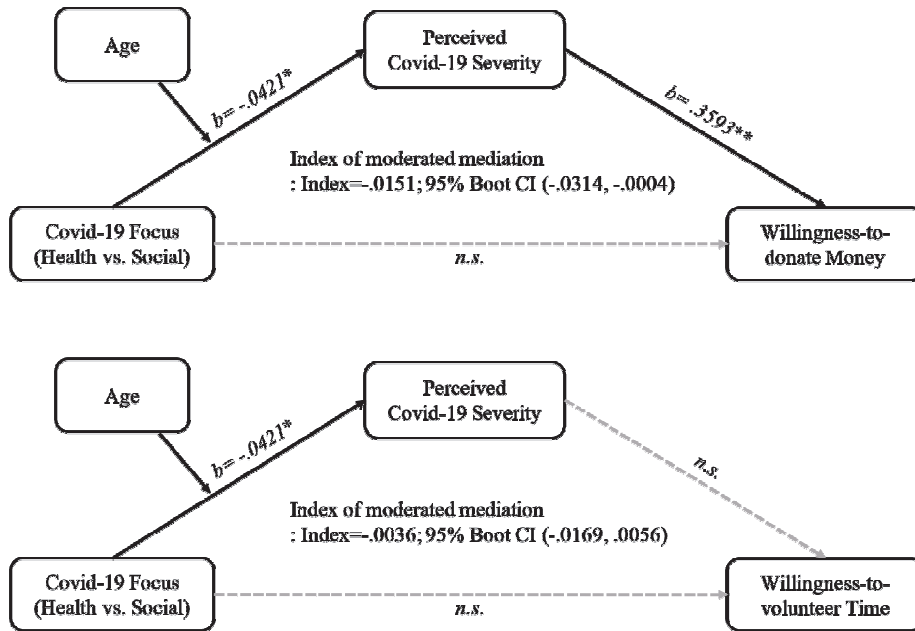 Age
Perceived
Covid-19 Severity
b= -.0421*
b= .3593**
Index of moderated mediation
: Index=-.0151; 95% Boot CI (-.0314, -.0004)
Covid-19 Focus
(Health vs. Social)
n.s.
Willingness-to-
donate Money
Age
Perceived
Covid-19 Severity
b= -.0421*
n.s.
Index of moderated mediation
: Index=-.0036; 95% Boot CI (-.0169, .0056)
Covid-19 Focus
(Health vs. Social)
n.s.
Willingness-to-
volunteer Time